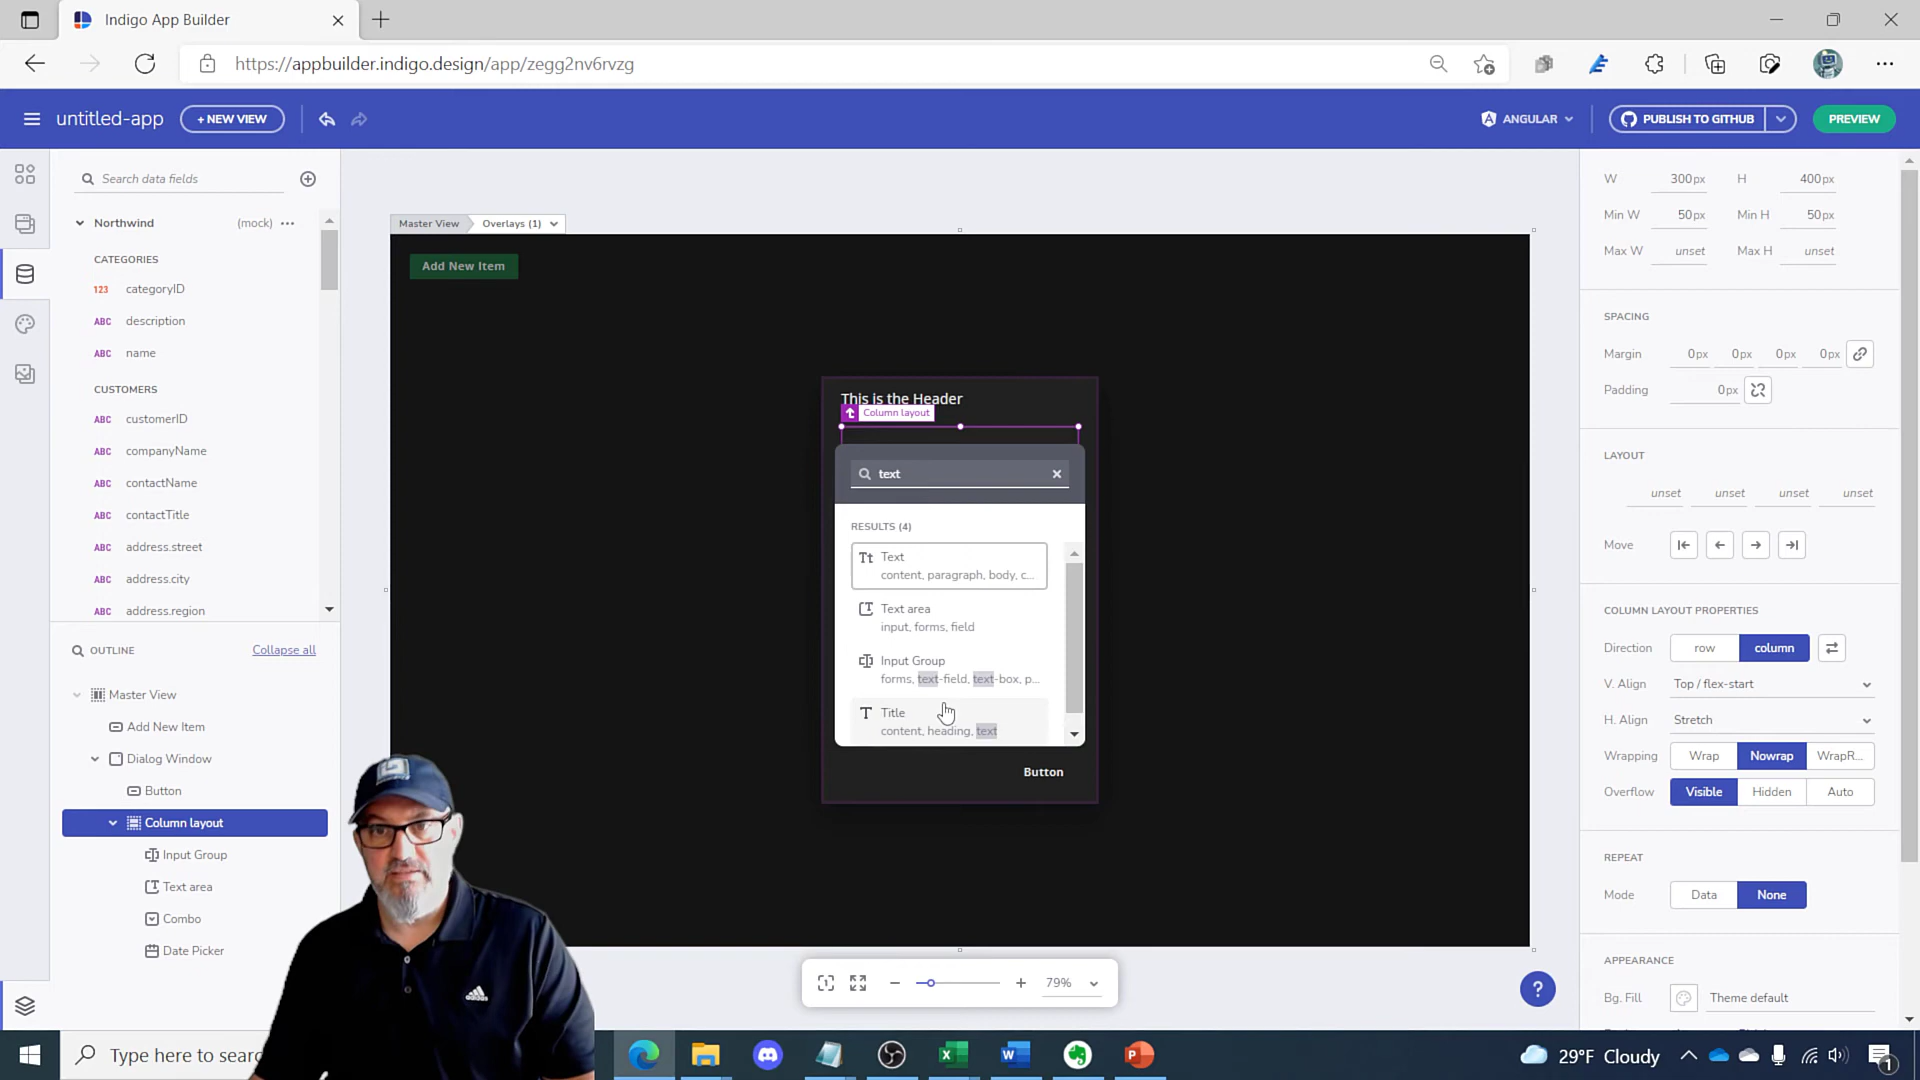 Indigo App Builder
https://appbuilder.indigo.design/app/zegg2nv6rvzg
untitled-app
+ NEW VIEW
ANGULAR
PUBLISH TO GITHUB
PREVIEW
Search data fields
Northwind
(mock)
CATEGORIES
123 categoryID
ABC description
ABC name
CUSTOMERS
ABC customerID
ABC companyName
ABC contactName
ABC contactTitle
ABC address.street
ABC address.city
ABC address.region
OUTLINE
Collapse all
Master View
Add New Item
Dialog Window
Button
Column layout
Input Group
Text area
Combo
Date Picker
Master View
Overlays (1)
Add New Item
This is the Header
Column layout
text
RESULTS (4)
Tt Text
content, paragraph, body, c...
Text area
input, forms, field
Input Group
forms, text-field, text-box, p...
T Title
content, heading, text
Button
79%
?
W 300px H 400px
Min W 50px Min H 50px
Max W unset Max H unset
SPACING
Margin 0px 0px 0px 0px
Padding 0px
LAYOUT
unset unset unset unset
Move
COLUMN LAYOUT PROPERTIES
Direction row column
V. Align Top / flex-start
H. Align Stretch
Wrapping Wrap Nowrap WrapR...
Overflow Visible Hidden Auto
REPEAT
Mode Data None
APPEARANCE
Bg. Fill Theme default
Type here to searc
29°F Cloudy
1